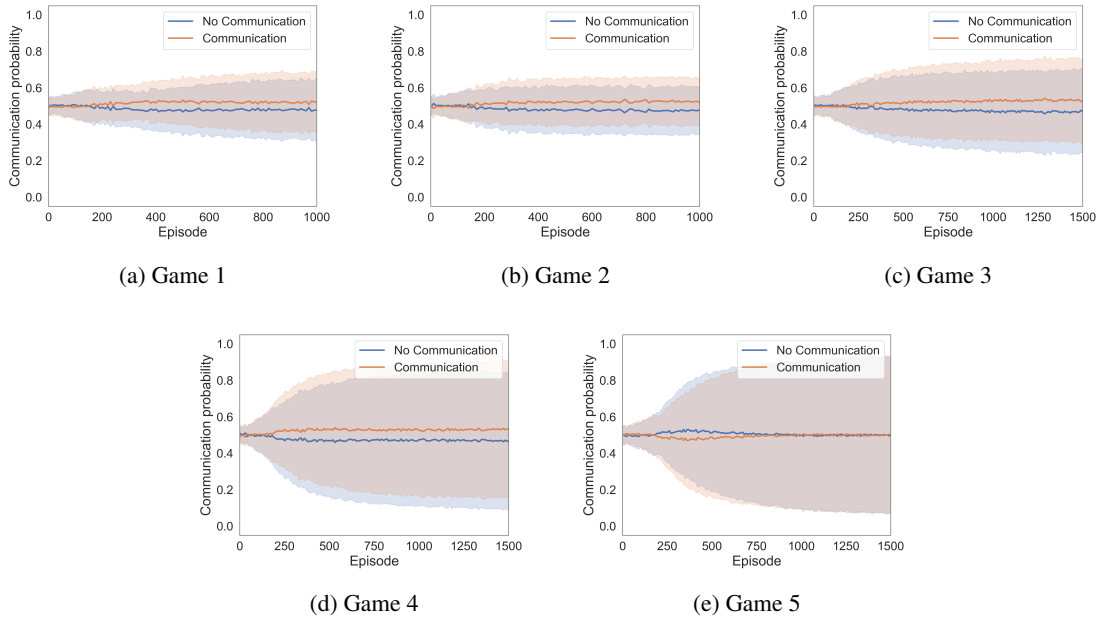 1.0
0.8
0.6
0.4
0.2
0.0
Communication probability
No Communication
Communication
0 200 400 600 800 1000
Episode
(a) Game 1
1.0
0.8
0.6
0.4
0.2
0.0
Communication probability
No Communication
Communication
0 200 400 600 800 1000
Episode
(b) Game 2
1.0
0.8
0.6
0.4
0.2
0.0
Communication probability
No Communication
Communication
0 250 500 750 1000 1250 1500
Episode
(c) Game 3
1.0
0.8
0.6
0.4
0.2
0.0
Communication probability
No Communication
Communication
0 250 500 750 1000 1250 1500
Episode
(d) Game 4
1.0
0.8
0.6
0.4
0.2
0.0
Communication probability
No Communication
Communication
0 250 500 750 1000 1250 1500
Episode
(e) Game 5